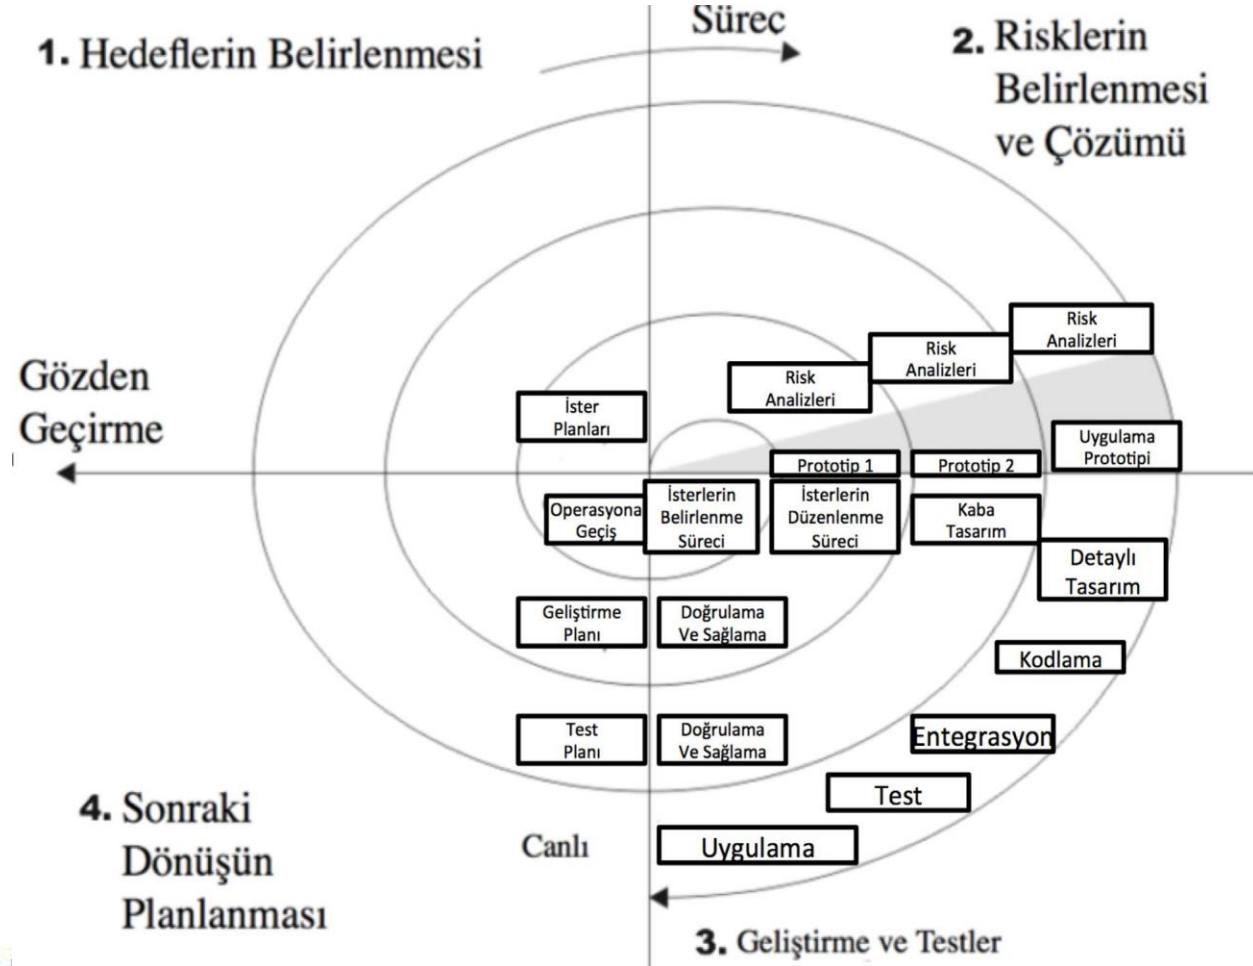 Süreç
1. Hedeflerin Belirlenmesi
2. Risklerin
Belirlenmesi
ve Çözümü
Gözden
Geçirme
Risk
Analizleri
Risk
Analizleri
Risk
Analizleri
İster
Planları
Uygulama
Prototipi
Prototip 1
Prototip 2
Operasyona
Geçiş
İsterlerin
Belirlenme
Süreci
İsterlerin
Düzenlenme
Süreci
Kaba
Tasarım
Detaylı
Tasarım
Geliştirme
Planı
Doğrulama
Ve Sağlama
Kodlama
Test
Planı
Doğrulama
Ve Sağlama
Entegrasyon
Test
Uygulama
Canlı
4. Sonraki
Dönüşün
Planlanması
3. Geliştirme ve Testler